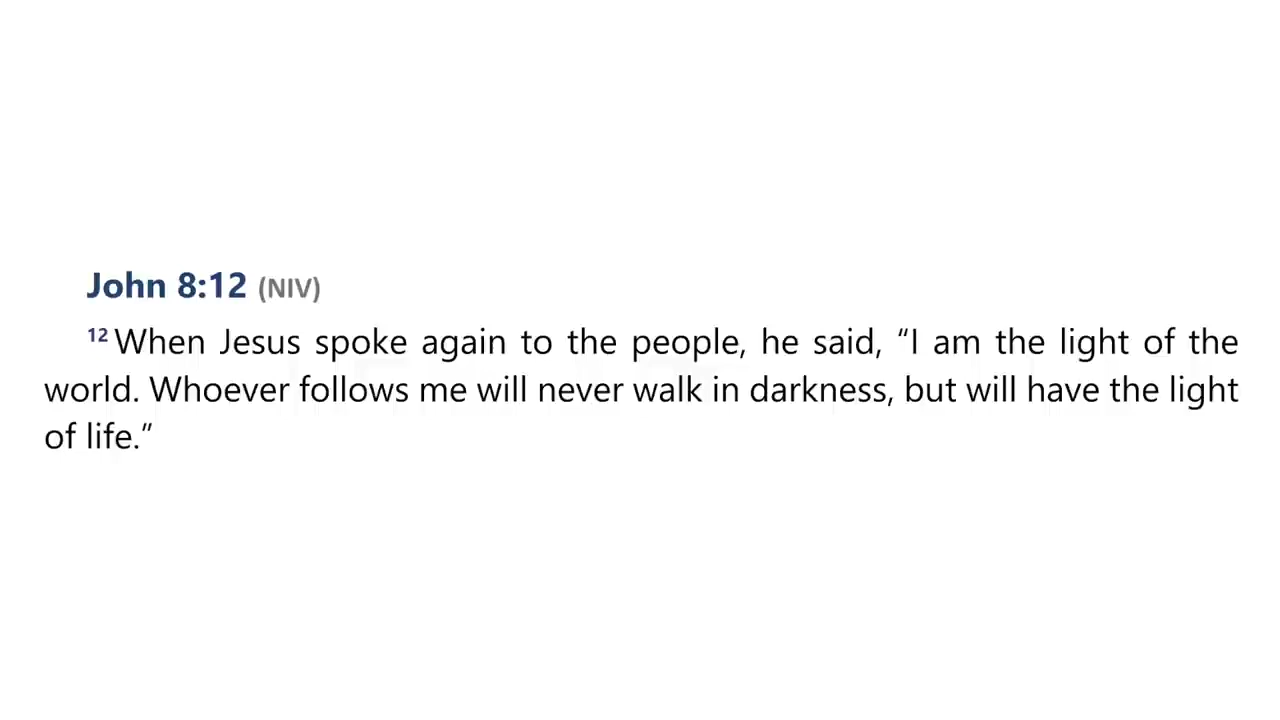 John 8:12 (NIV)
12 When Jesus spoke again to the people, he said, “I am the light of the
world. Whoever follows me will never walk in darkness, but will have the light
of life.”